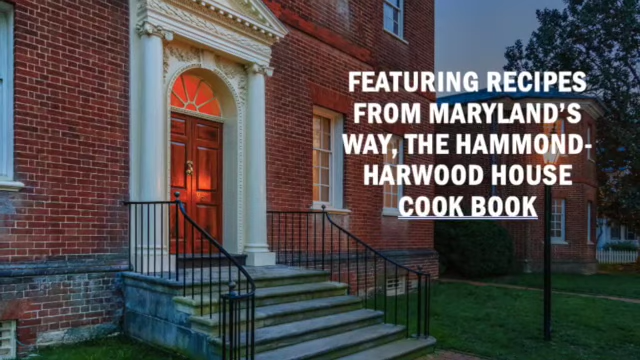 FEATURING RECIPES
FROM MARYLAND'S
WAY, THE HAMMOND-
HARWOOD HOUSE
COOK BOOK